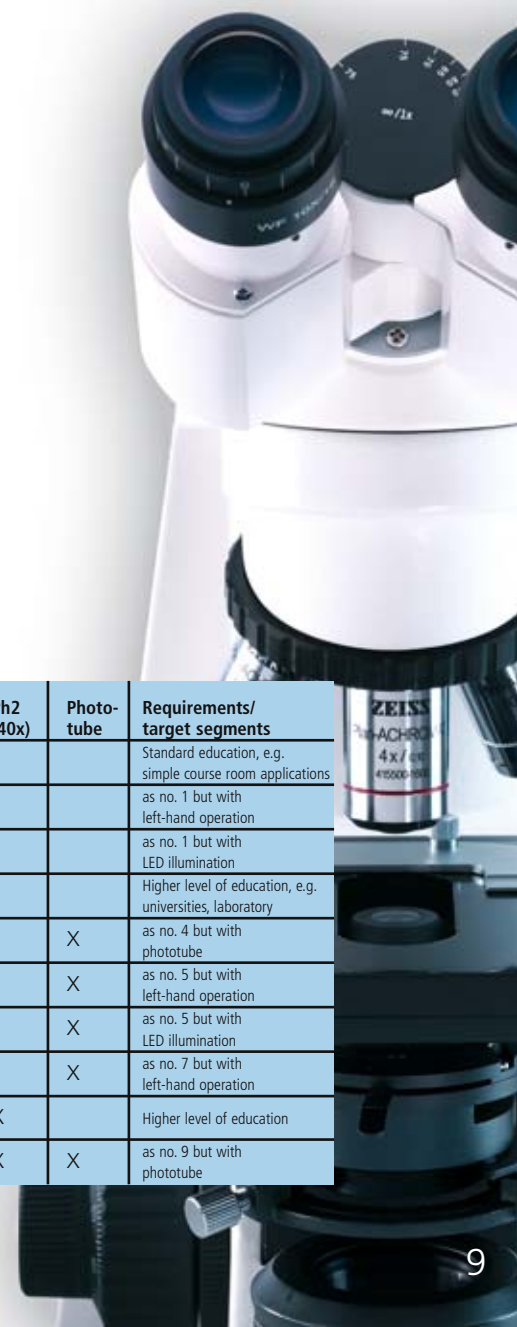 ∞/1x
WF 10x
h2
40x)
Photo-
tube
Requirements/
target segments
Standard education, e.g.
simple course room applications
as no. 1 but with
left-hand operation
as no. 1 but with
LED illumination
Higher level of education, e.g.
universities, laboratory
X
as no. 4 but with
phototube
X
as no. 5 but with
left-hand operation
X
as no. 5 but with
LED illumination
X
as no. 7 but with
left-hand operation
X
Higher level of education
X
X
as no. 9 but with
phototube
ZEISS
4x/
9